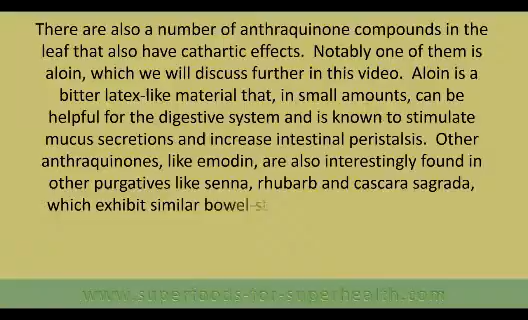 There are also a number of anthraquinone compounds in the
leaf that also have cathartic effects.  Notably one of them is
aloin, which we will discuss further in this video.  Aloin is a
bitter latex-like material that, in small amounts, can be
helpful for the digestive system and is known to stimulate
mucus secretions and increase intestinal peristalsis.  Other
anthraquinones, like emodin, are also interestingly found in
other purgatives like senna, rhubarb and cascara sagrada,
which exhibit similar bowel-s
www.superfoods-for-superhealth.com